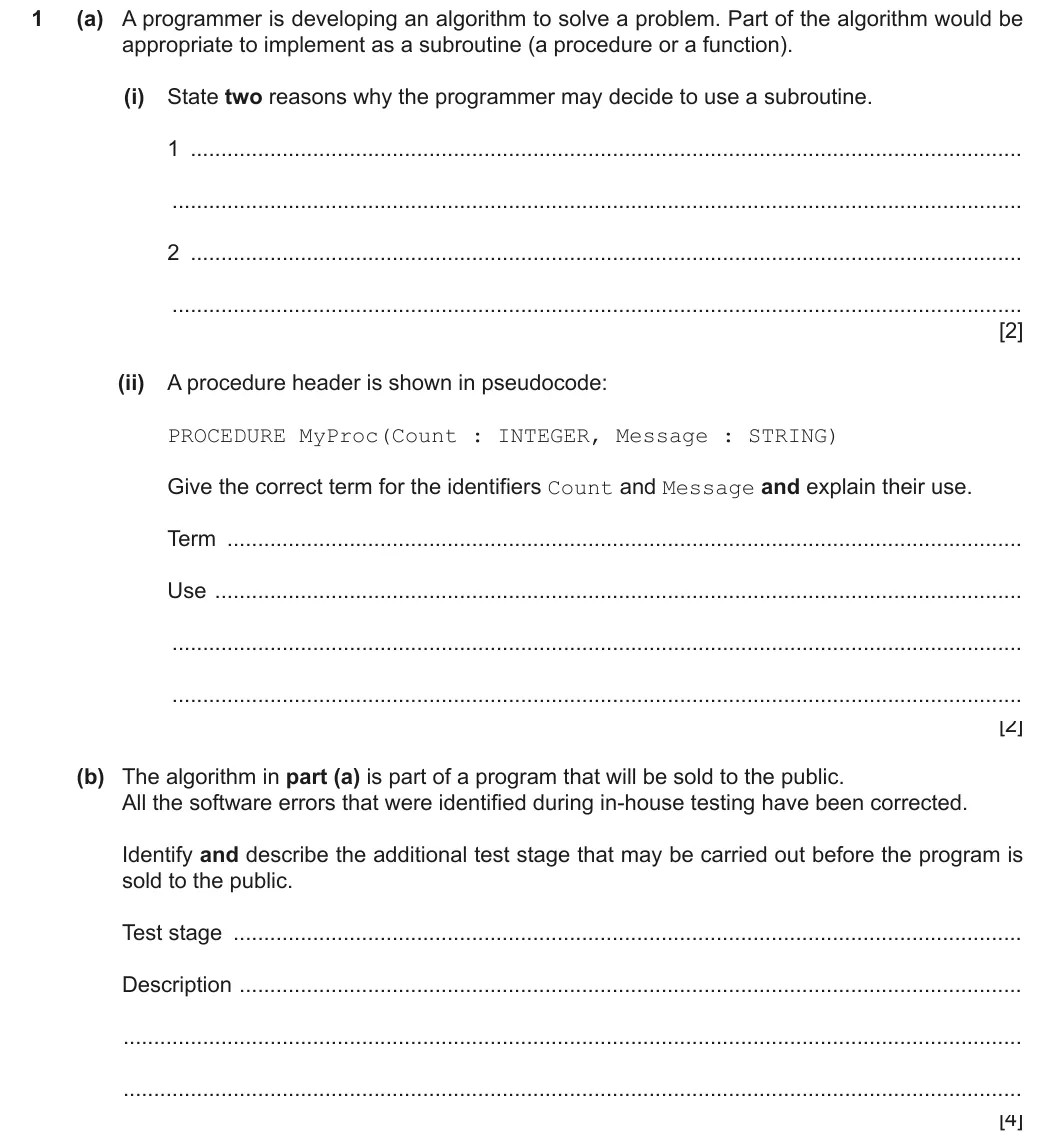 1 (a) A programmer is developing an algorithm to solve a problem. Part of the algorithm would be
appropriate to implement as a subroutine (a procedure or a function).
(i) State two reasons why the programmer may decide to use a subroutine.
1 ..........................................................................................................................................
..........................................................................................................................................
2 ..........................................................................................................................................
..........................................................................................................................................
[2]
(ii) A procedure header is shown in pseudocode:
PROCEDURE MyProc(Count : INTEGER, Message : STRING)
Give the correct term for the identifiers Count and Message and explain their use.
Term ..........................................................................................................................................
Use ..........................................................................................................................................
..........................................................................................................................................
..........................................................................................................................................
[2]
(b) The algorithm in part (a) is part of a program that will be sold to the public.
All the software errors that were identified during in-house testing have been corrected.
Identify and describe the additional test stage that may be carried out before the program is
sold to the public.
Test stage ..........................................................................................................................................
Description ..........................................................................................................................................
..........................................................................................................................................
..........................................................................................................................................
[4]